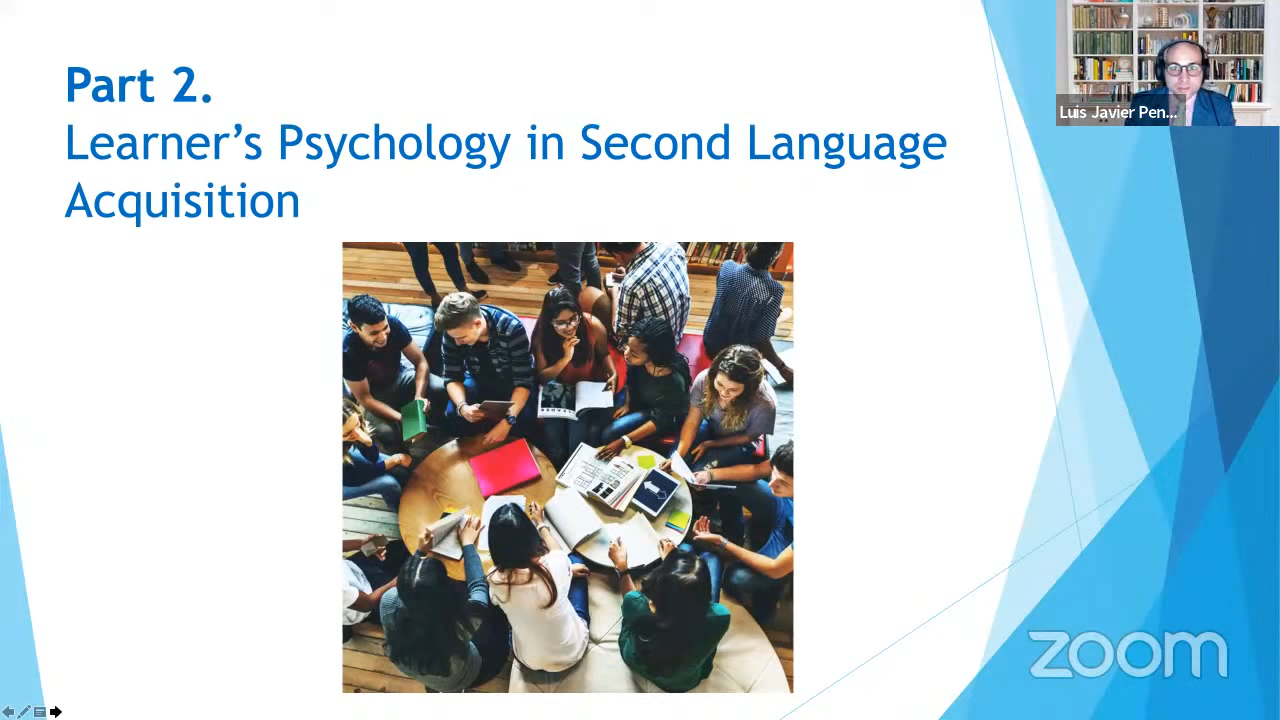 Part 2.
Learner’s Psychology in Second Language
Acquisition
Luis Javier Pen...
zoom